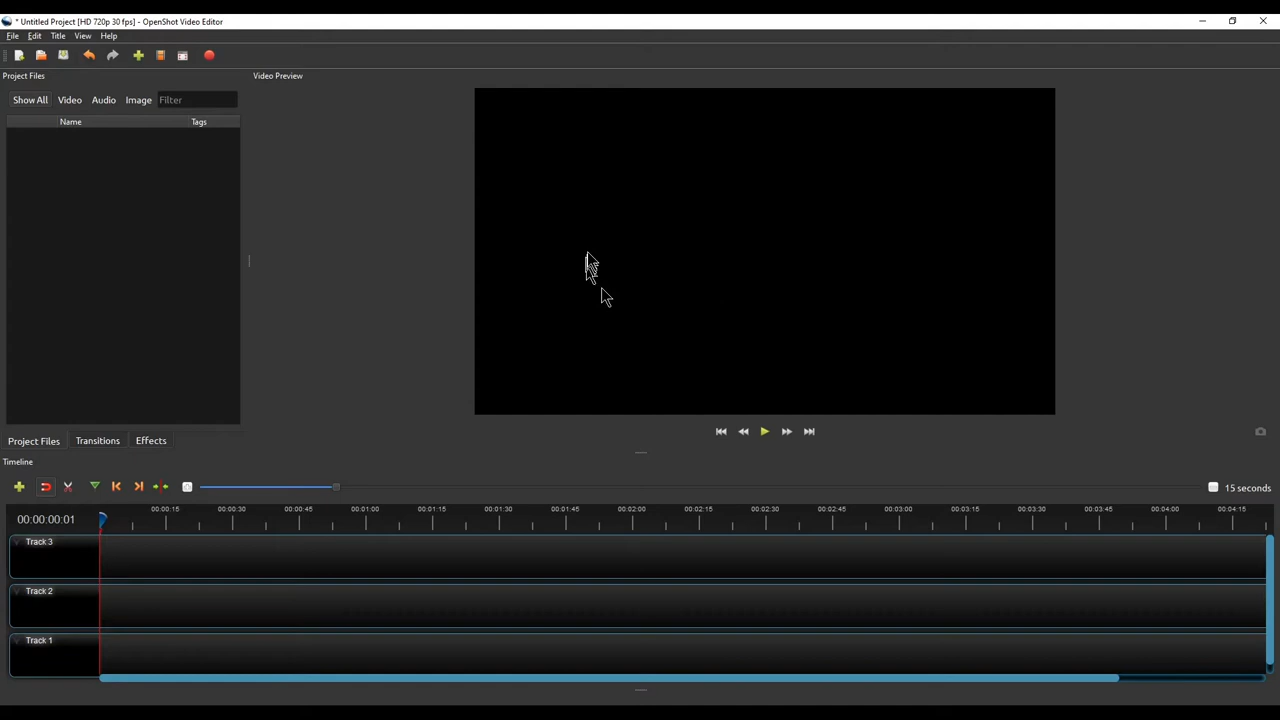 * Untitled Project [HD 720p 30 fps] - OpenShot Video Editor
File Edit Title View Help
Project Files Video Preview
Show All Video Audio Image Filter
Name Tags
Project Files Transitions Effects
Timeline
15 seconds
00:00:00:01 00:00:15 00:00:30 00:00:45 00:01:00 00:01:15 00:01:30 00:01:45 00:02:00 00:02:15 00:02:30 00:02:45 00:03:00 00:03:15 00:03:30 00:03:45 00:04:00 00:04:15
Track 3
Track 2
Track 1